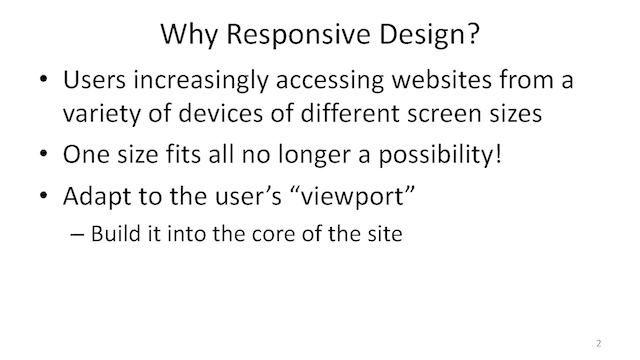 Why Responsive Design?
• Users increasingly accessing websites from a
variety of devices of different screen sizes
• One size fits all no longer a possibility!
• Adapt to the user’s “viewport”
– Build it into the core of the site
2